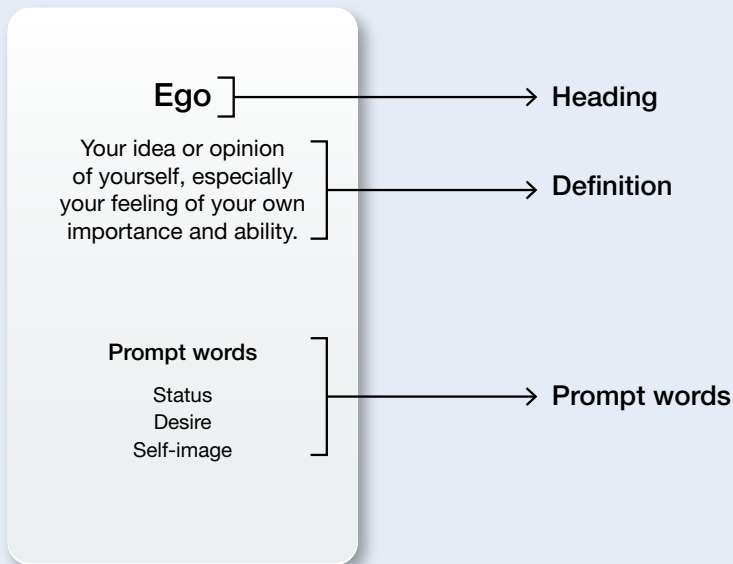 Ego
Heading
Your idea or opinion
of yourself, especially
your feeling of your own
importance and ability.
Definition
Prompt words
Status
Desire
Self-image
Prompt words